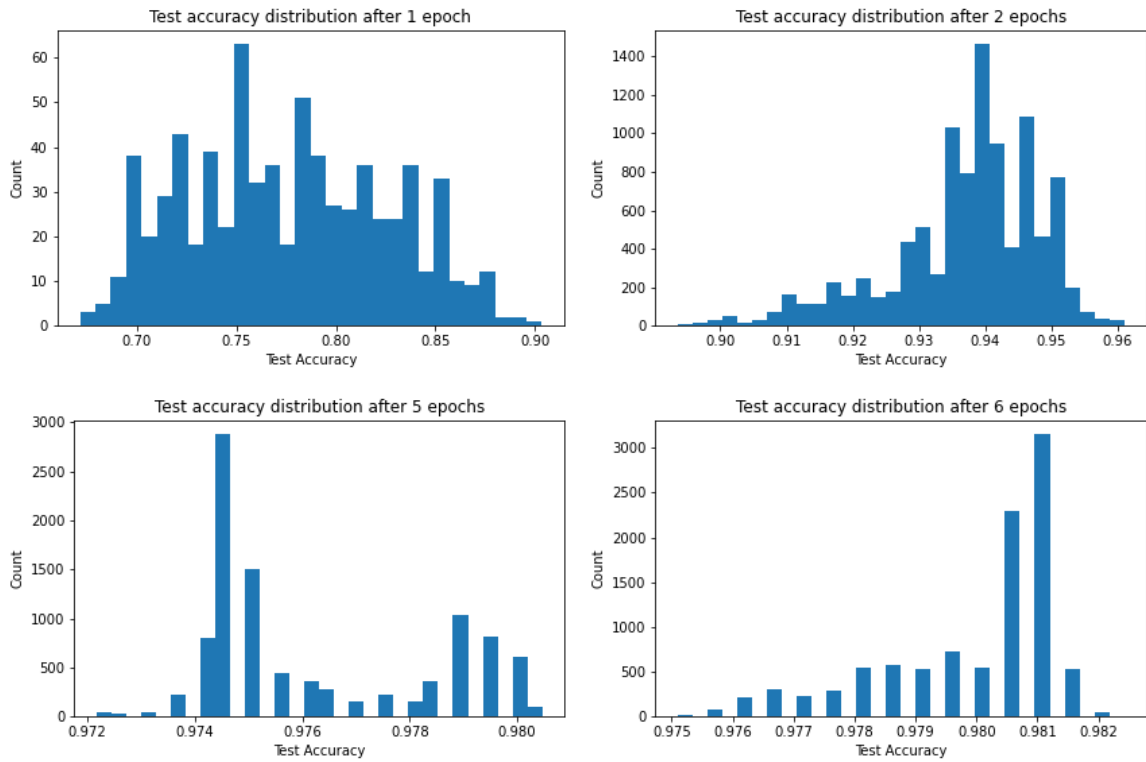 Test accuracy distribution after 1 epoch
Count
60
50
40
30
20
10
0
0.70 0.75 0.80 0.85 0.90
Test Accuracy
Test accuracy distribution after 2 epochs
Count
1400
1200
1000
800
600
400
200
0
0.90 0.91 0.92 0.93 0.94 0.95 0.96
Test Accuracy
Test accuracy distribution after 5 epochs
Count
3000
2500
2000
1500
1000
500
0
0.972 0.974 0.976 0.978 0.980
Test Accuracy
Test accuracy distribution after 6 epochs
Count
3000
2500
2000
1500
1000
500
0
0.975 0.976 0.977 0.978 0.979 0.980 0.981 0.982
Test Accuracy